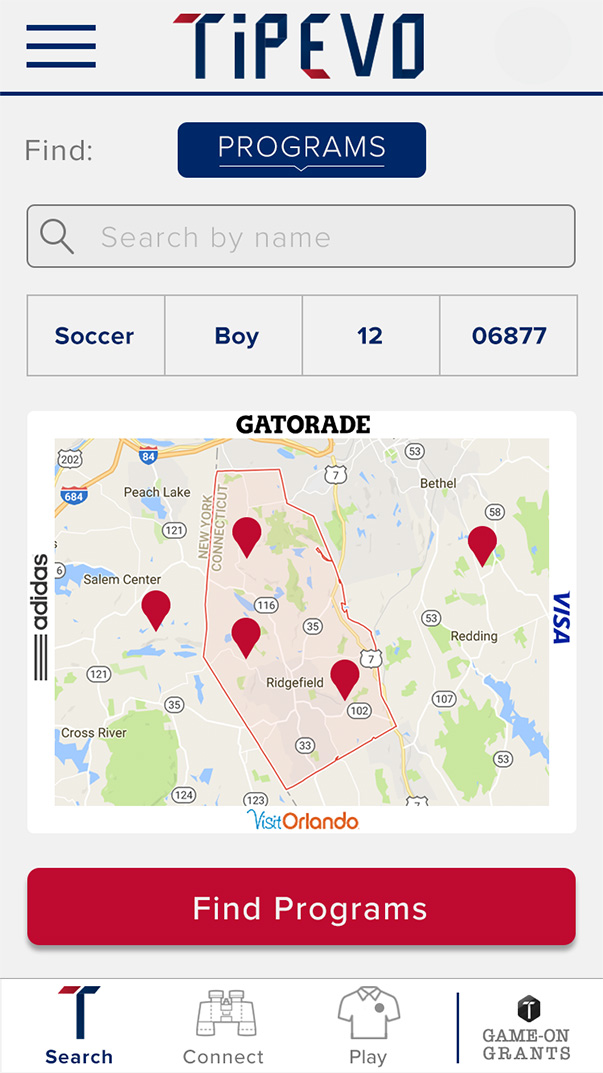 TiPEVO
Find:
PROGRAMS
Search by name
Soccer
Boy
12
06877
GATORADE
adidas
VISA
202
84
684
Peach Lake
121
NEW YORK
CONNECTICUT
7
53
Bethel
58
6
Salem Center
116
35
53
Redding
121
35
Ridgefield
7
102
107
Cross River
33
53
124
123
7
VisitOrlando
Find Programs
Search
Connect
Play
GAME-ON
GRANTS